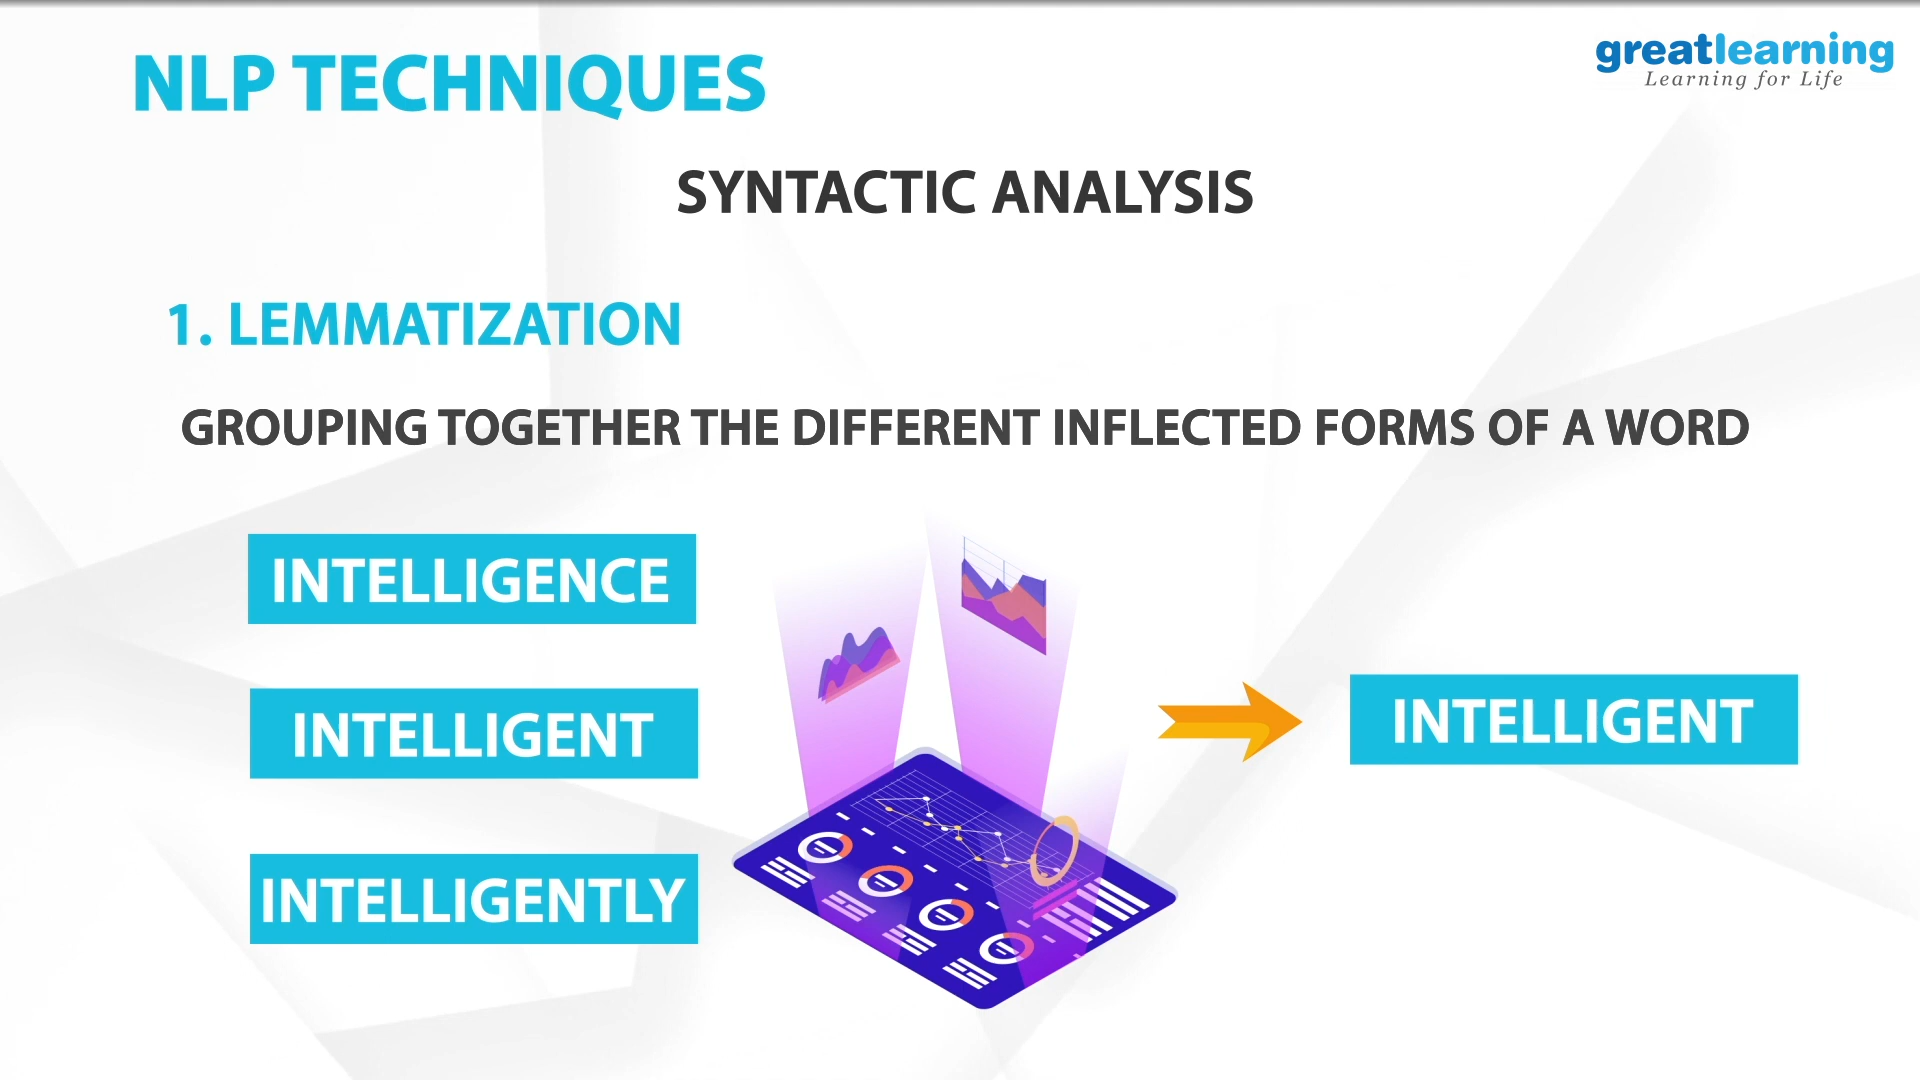 NLP TECHNIQUES
greatlearning
Learning for Life
SYNTACTIC ANALYSIS
1. LEMMATIZATION
GROUPING TOGETHER THE DIFFERENT INFLECTED FORMS OF A WORD
INTELLIGENCE
INTELLIGENT
INTELLIGENTLY
INTELLIGENT